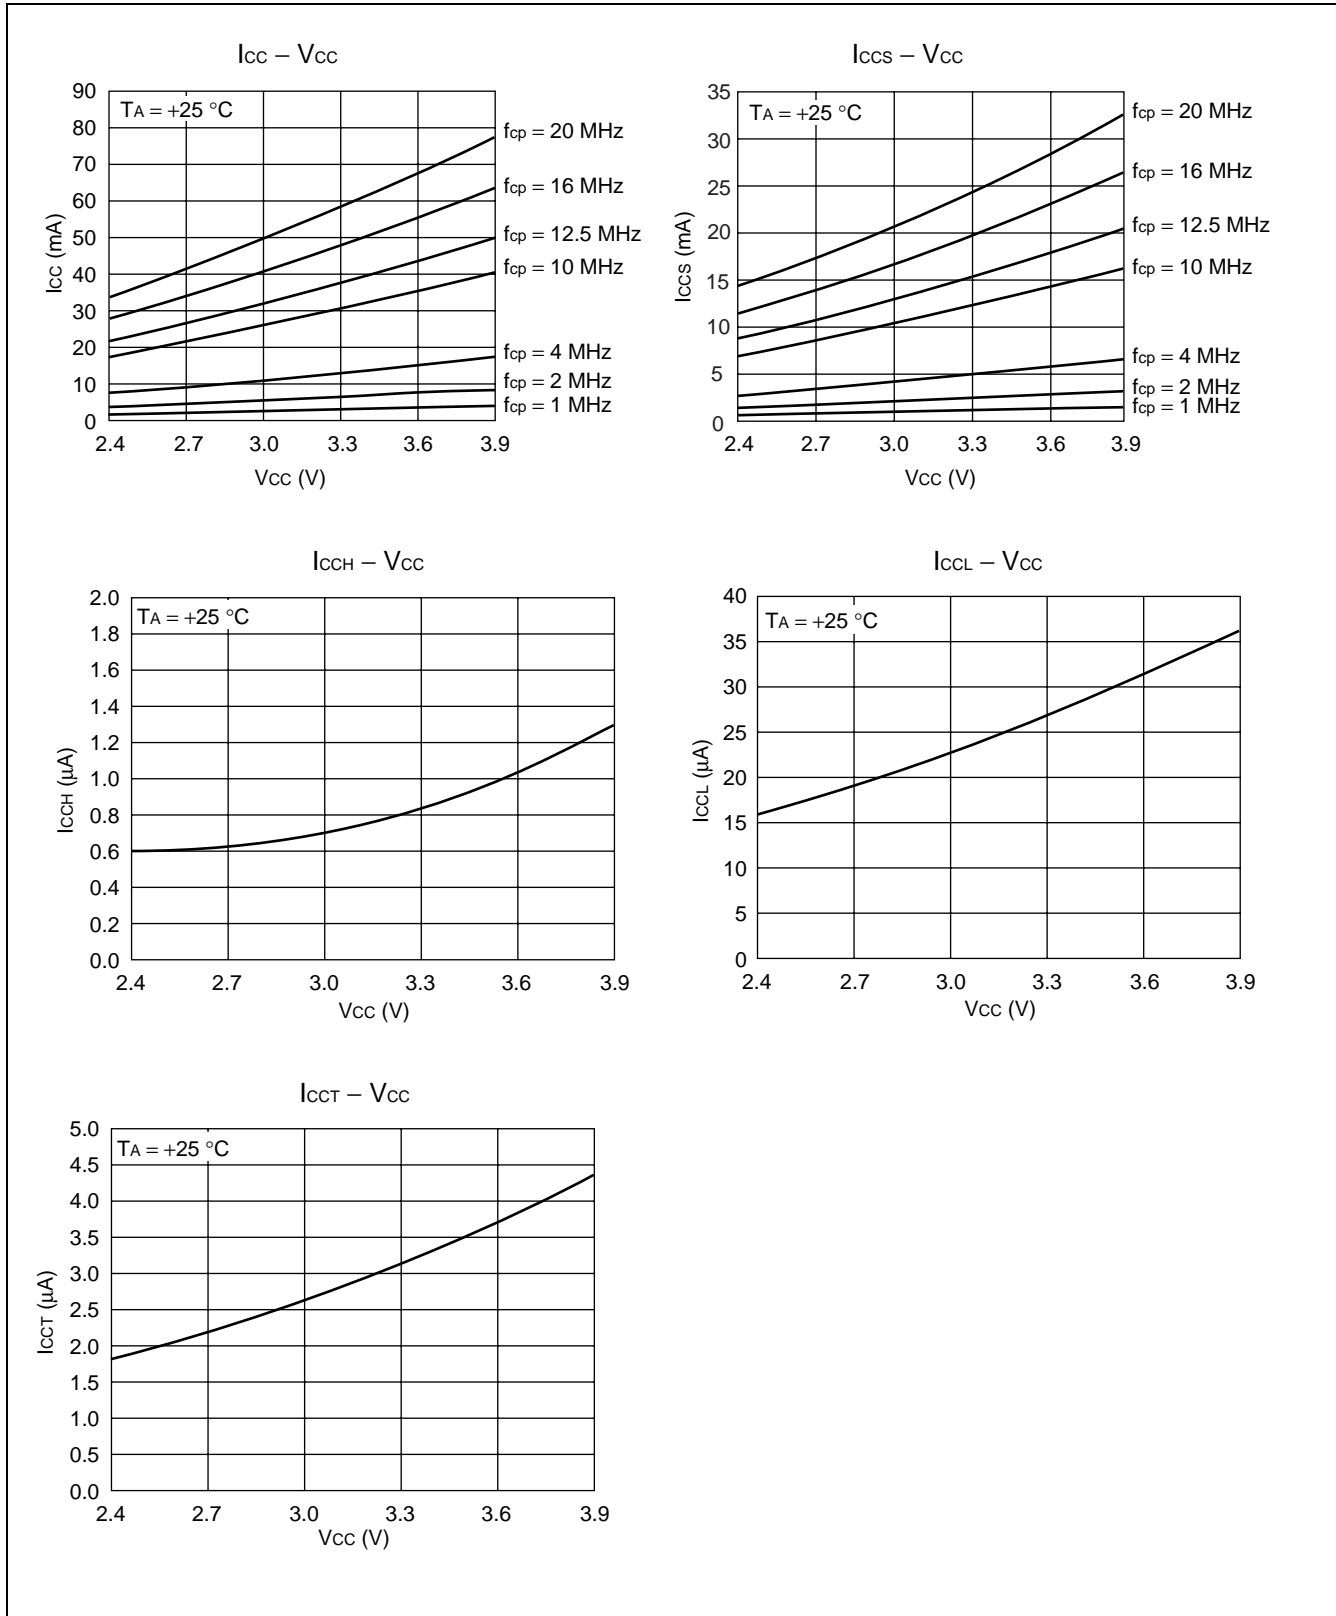 ICC – VCC
TA = +25 °C
90
80
70
60
50
40
30
20
10
0
ICC (mA)
fcp = 20 MHz
fcp = 16 MHz
fcp = 12.5 MHz
fcp = 10 MHz
fcp = 4 MHz
fcp = 2 MHz
fcp = 1 MHz
2.4 2.7 3.0 3.3 3.6 3.9
VCC (V)
ICCS – VCC
TA = +25 °C
35
30
25
20
15
10
5
0
ICCS (mA)
fcp = 20 MHz
fcp = 16 MHz
fcp = 12.5 MHz
fcp = 10 MHz
fcp = 4 MHz
fcp = 2 MHz
fcp = 1 MHz
2.4 2.7 3.0 3.3 3.6 3.9
VCC (V)
ICCH – VCC
TA = +25 °C
2.0
1.8
1.6
1.4
1.2
1.0
0.8
0.6
0.4
0.2
0.0
ICCH (µA)
2.4 2.7 3.0 3.3 3.6 3.9
VCC (V)
ICCL – VCC
TA = +25 °C
40
35
30
25
20
15
10
5
0
ICCL (µA)
2.4 2.7 3.0 3.3 3.6 3.9
VCC (V)
ICCT – VCC
TA = +25 °C
5.0
4.5
4.0
3.5
3.0
2.5
2.0
1.5
1.0
0.5
0.0
ICCT (µA)
2.4 2.7 3.0 3.3 3.6 3.9
VCC (V)